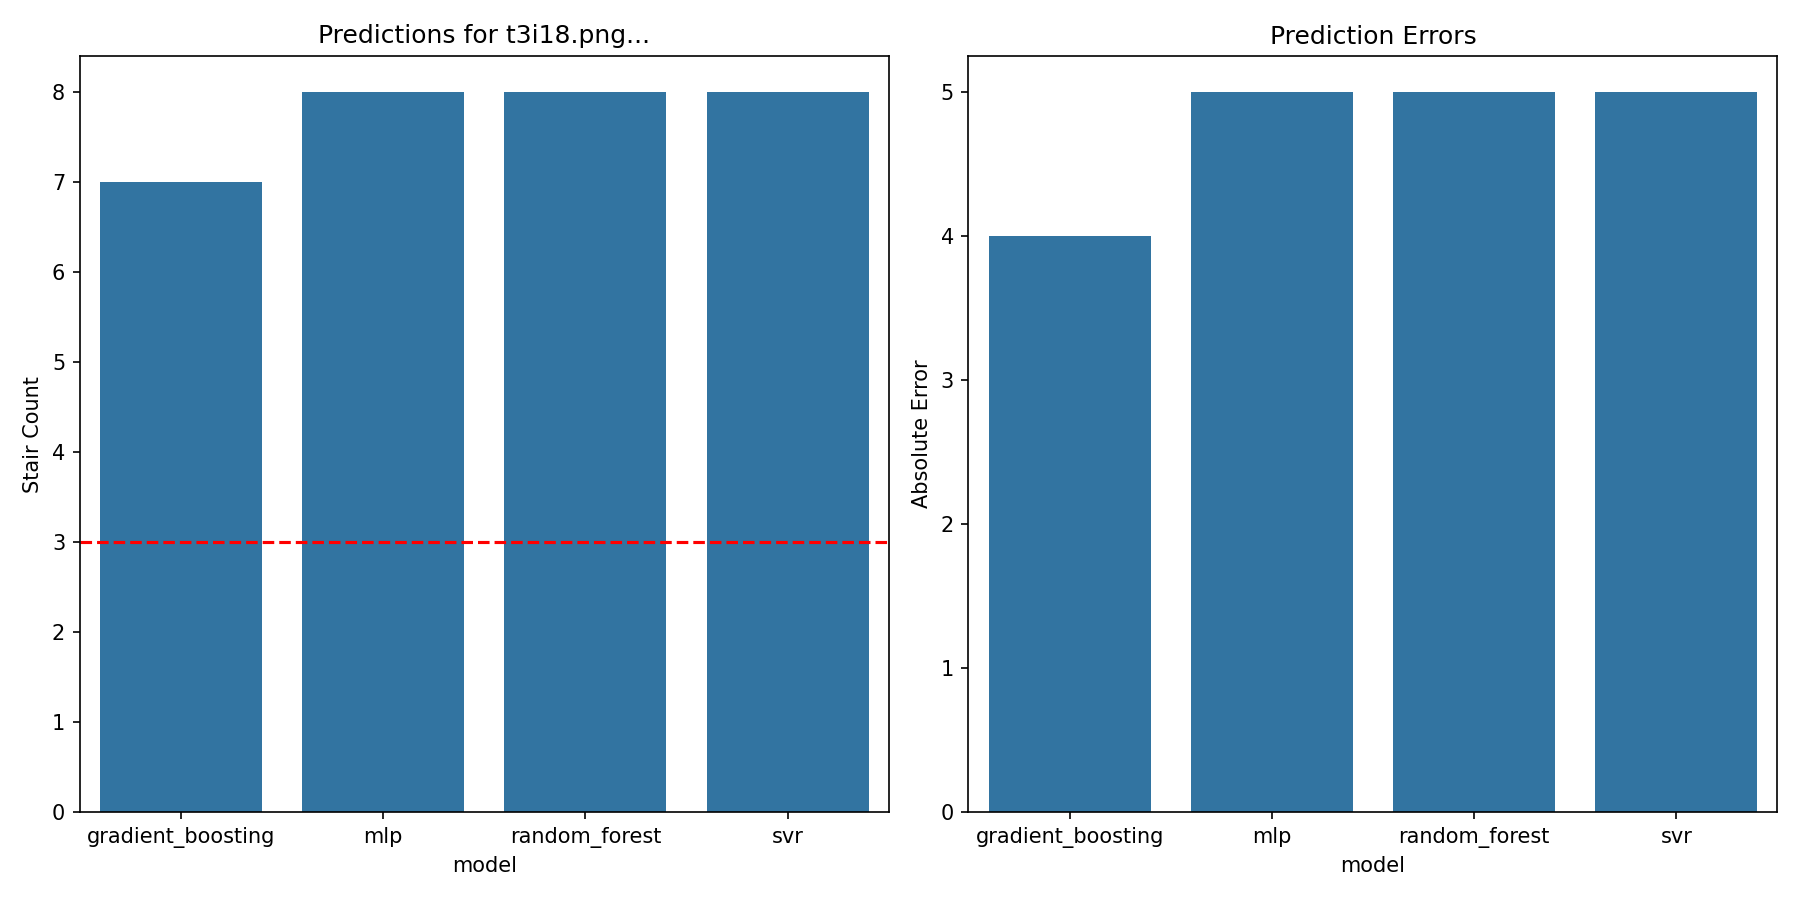 Predictions for t3i18.png...
Stair Count
8
7
6
5
4
3
2
1
0
gradient_boosting mlp random_forest svr
model
Prediction Errors
Absolute Error
5
4
3
2
1
0
gradient_boosting mlp random_forest svr
model